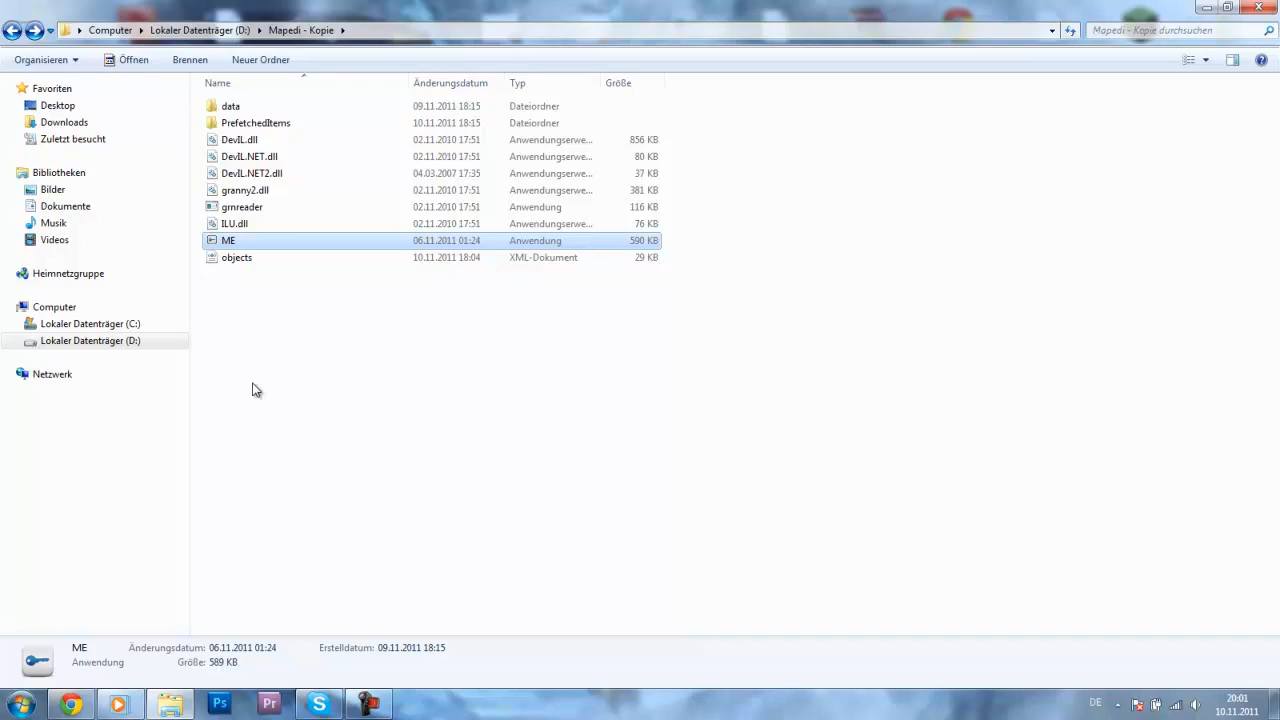 Computer Lokaler Datenträger (D:) Mapedi - Kopie
Mapedi - Kopie durchsuchen
Organisieren Öffnen Brennen Neuer Ordner
Favoriten
Desktop
Downloads
Zuletzt besucht
Bibliotheken
Bilder
Dokumente
Musik
Videos
Heimnetzgruppe
Computer
Lokaler Datenträger (C:)
Lokaler Datenträger (D:)
Netzwerk
Name Änderungsdatum Typ Größe
data 09.11.2011 18:15 Dateiordner
PrefetchedItems 10.11.2011 18:15 Dateiordner
DevIL.dll 02.11.2010 17:51 Anwendungserwe... 856 KB
DevIL.NET.dll 02.11.2010 17:51 Anwendungserwe... 80 KB
DevIL.NET2.dll 04.03.2007 17:35 Anwendungserwe... 37 KB
granny2.dll 02.11.2010 17:51 Anwendungserwe... 381 KB
grnreader 02.11.2010 17:51 Anwendung 116 KB
ILU.dll 02.11.2010 17:51 Anwendungserwe... 76 KB
ME 06.11.2011 01:24 Anwendung 590 KB
objects 10.11.2011 18:04 XML-Dokument 29 KB
ME Änderungsdatum: 06.11.2011 01:24 Erstelldatum: 09.11.2011 18:15
Anwendung Größe: 589 KB
Ps Pr S
DE
20:01
10.11.2011